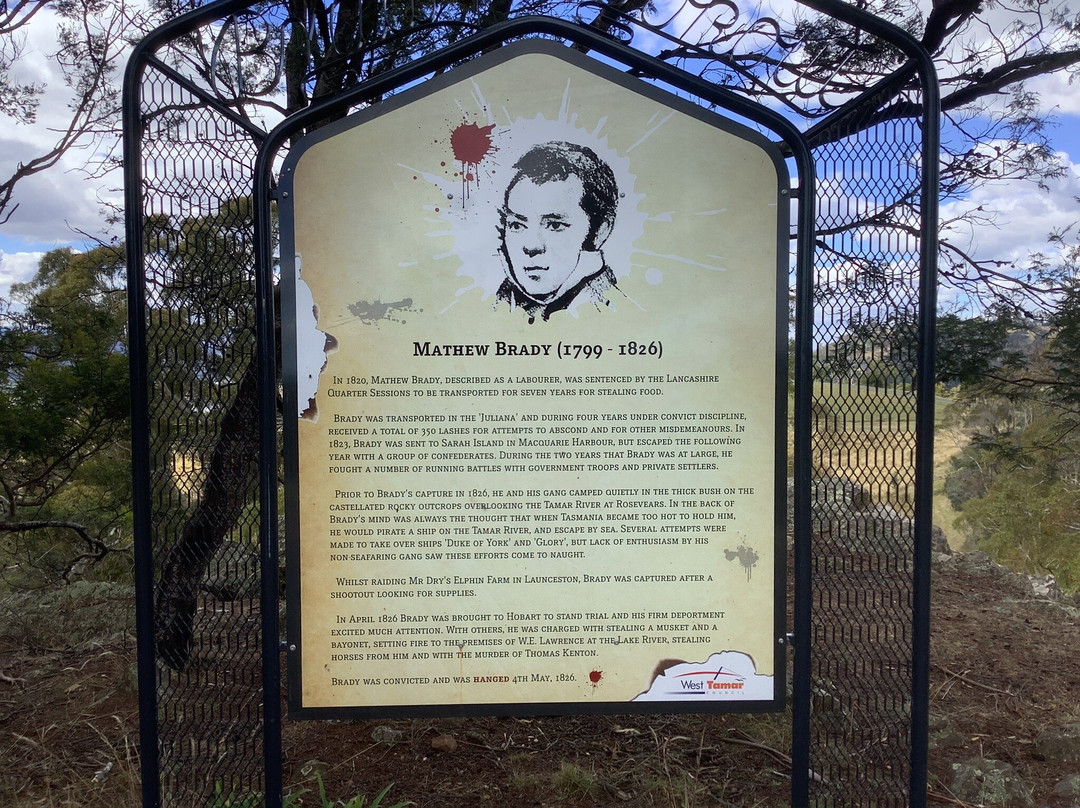 Mathew Brady (1799 - 1826)
In 1820, Mathew Brady, described as a labourer, was sentenced by the Lancashire
Quarter Sessions to be transported for seven years for stealing food.
Brady was transported in the 'Juliana' and during four years under convict discipline,
received a total of 350 lashes for attempts to abscond and for other misdemeanours. In
1823, Brady was sent to Sarah Island in Macquarie Harbour, but escaped the following
year with a group of confederates. During the two years that Brady was at large, he
fought a number of running battles with government troops and private settlers.
Prior to Brady's capture in 1826, he and his gang camped quietly in the thick bush on the
castellated rocky outcrops overlooking the Tamar River at Rosevears. In the back of
Brady's mind was always the thought that when Tasmania became too hot to hold him,
he would pirate a ship on the Tamar River, and escape by sea. Several attempts were
made to take over ships 'Duke of York' and 'Glory', but lack of enthusiasm by his
non-seafaring gang saw these efforts come to naught.
Whilst raiding Mr Dry's Elphin Farm in Launceston, Brady was captured after a
shootout looking for supplies.
In April 1826 Brady was brought to Hobart to stand trial and his firm deportment
excited much attention. With others, he was charged with stealing a musket and a
bayonet, setting fire to the premises of W.E. Lawrence at the Lake River, stealing
horses from him and with the murder of Thomas Kenton.
Brady was convicted and was hanged 4th May, 1826.
West Tamar
COUNCIL